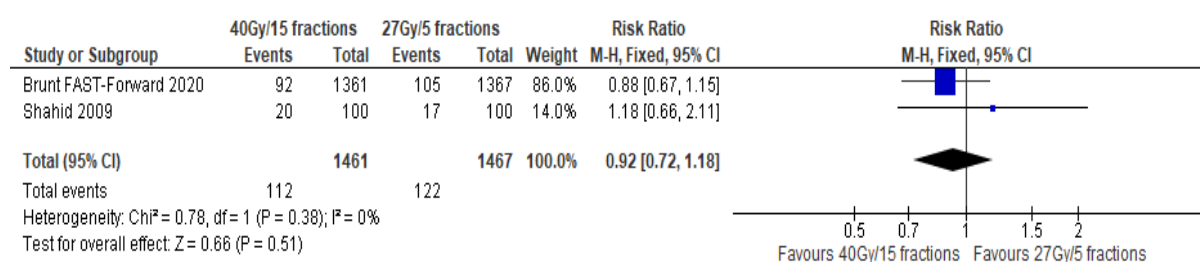 40Gy/15 fractions 27Gy/5 fractions Risk Ratio Risk Ratio
Study or Subgroup Events Total Events Total Weight M-H, Fixed, 95% CI M-H, Fixed, 95% CI
Brunt FAST-Forward 2020 92 1361 105 1367 86.0% 0.88 [0.67, 1.15]
Shahid 2009 20 100 17 100 14.0% 1.18 [0.66, 2.11]
Total (95% CI) 1461 1467 100.0% 0.92 [0.72, 1.18]
Total events 112 122
Heterogeneity: Chi² = 0.78, df = 1 (P = 0.38); I² = 0%
Test for overall effect: Z = 0.66 (P = 0.51)
0.5 0.7 1 1.5 2
Favours 40Gy/15 fractions Favours 27Gy/5 fractions